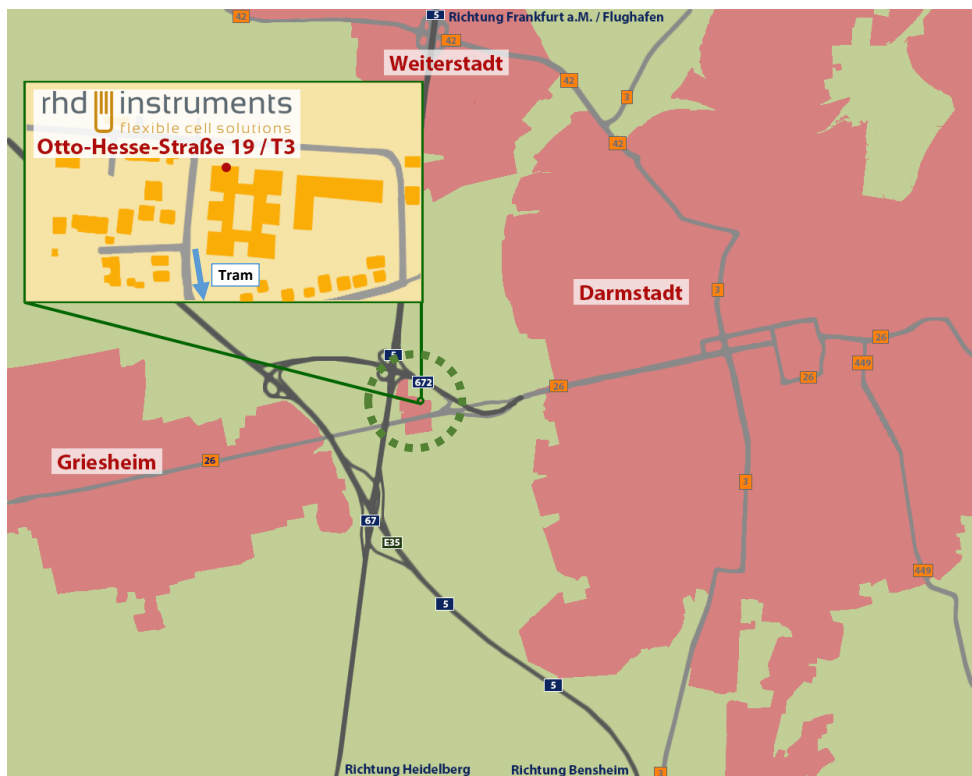 5 Richtung Frankfurt a.M. / Flughafen
42
42
Weiterstadt
42
3
42
rhd instruments
flexible cell solutions
Otto-Hesse-Straße 19 / T3
Tram
Darmstadt
3
26
449
5
672
26
26
Griesheim
26
3
67
E35
449
5
5
Richtung Heidelberg
Richtung Bensheim
3